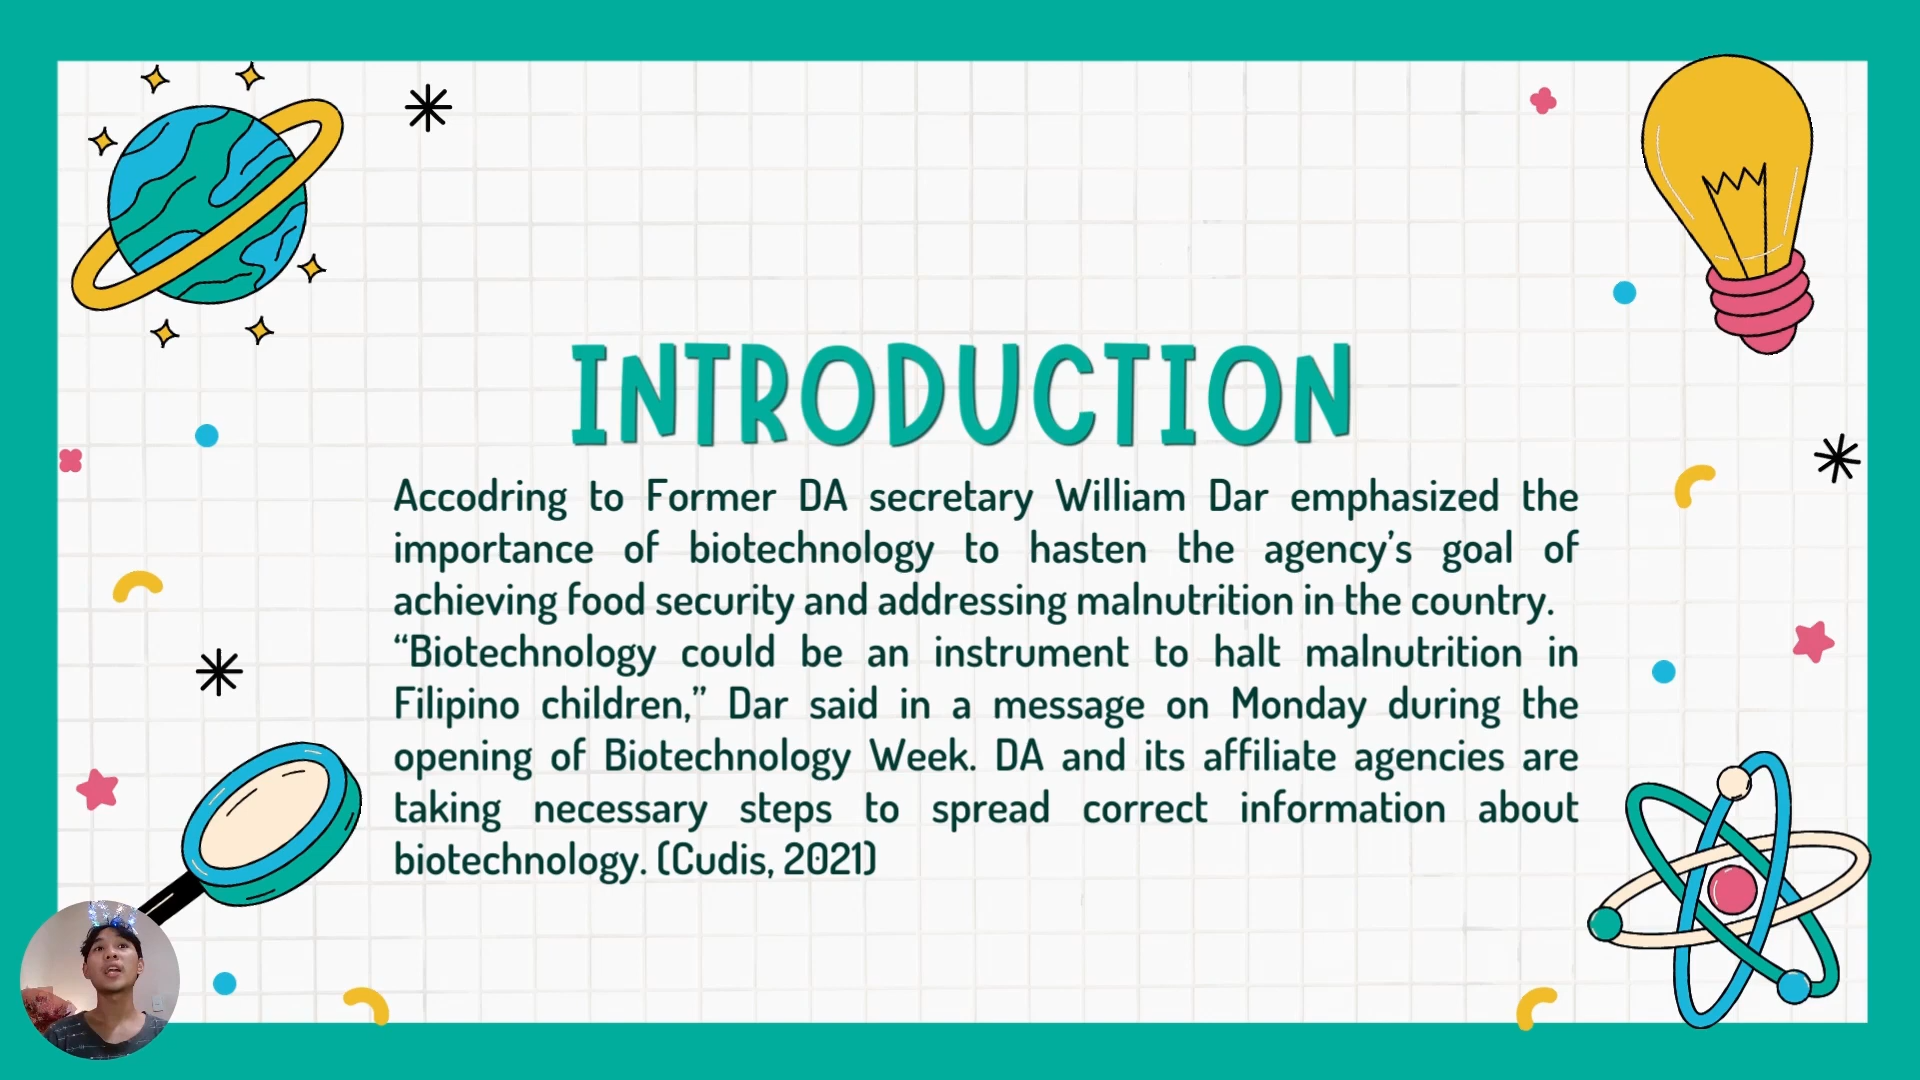 INTRODUCTION
Accodring to Former DA secretary William Dar emphasized the
importance of biotechnology to hasten the agency’s goal of
achieving food security and addressing malnutrition in the country.
“Biotechnology could be an instrument to halt malnutrition in
Filipino children,” Dar said in a message on Monday during the
opening of Biotechnology Week. DA and its affiliate agencies are
taking necessary steps to spread correct information about
biotechnology. (Cudis, 2021)